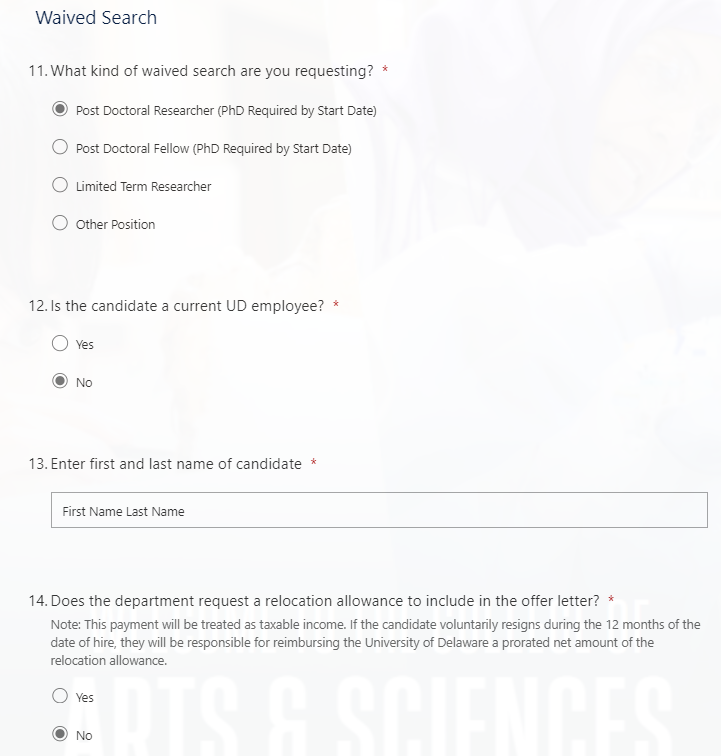 Waived Search
11. What kind of waived search are you requesting? *
Post Doctoral Researcher (PhD Required by Start Date)
Post Doctoral Fellow (PhD Required by Start Date)
Limited Term Researcher
Other Position
12. Is the candidate a current UD employee? *
Yes
No
13. Enter first and last name of candidate *
First Name Last Name
14. Does the department request a relocation allowance to include in the offer letter? *
Note: This payment will be treated as taxable income. If the candidate voluntarily resigns during the 12 months of the
date of hire, they will be responsible for reimbursing the University of Delaware a prorated net amount of the
relocation allowance.
Yes
No
ARTS & SCIENCES